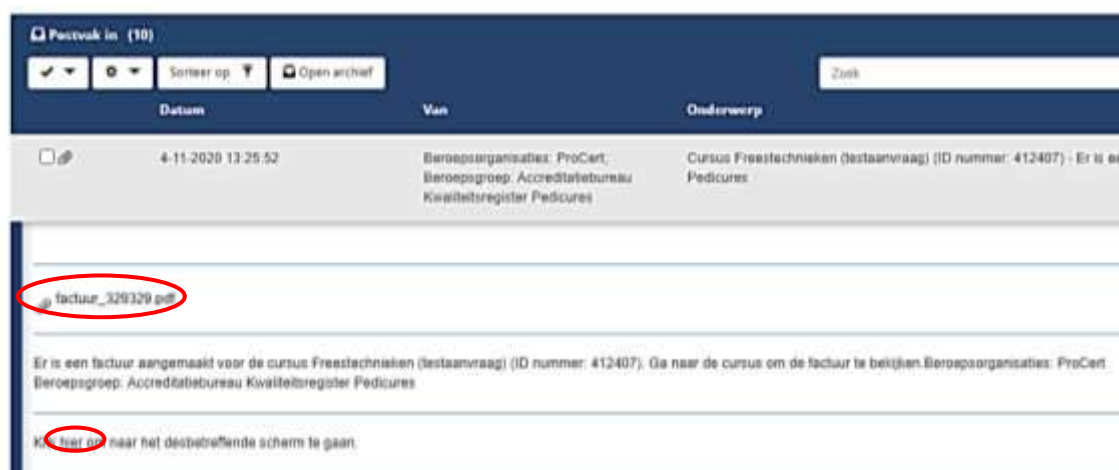 Postvak in (10)
Sorteer op Open archief Zoek
Datum Van Onderwerp
4-11-2020 13:25:52
Beroepsorganisaties: ProCert,
Beroepsgroep: Accreditatiebureau
Kwaliteitsregister Pedicures
Cursus Freestechnieken (testaanvraag) (ID nummer: 412407) - Er is
Pedicures
factuur_329329.pdf
Er is een factuur aangemaakt voor de cursus Freestechnieken (testaanvraag) (ID nummer: 412407). Ga naar de cursus om de factuur te bekijken.Beroepsorganisaties: ProCert
Beroepsgroep: Accreditatiebureau Kwaliteitsregister Pedicures
Klik hier om naar het desbetreffende scherm te gaan.